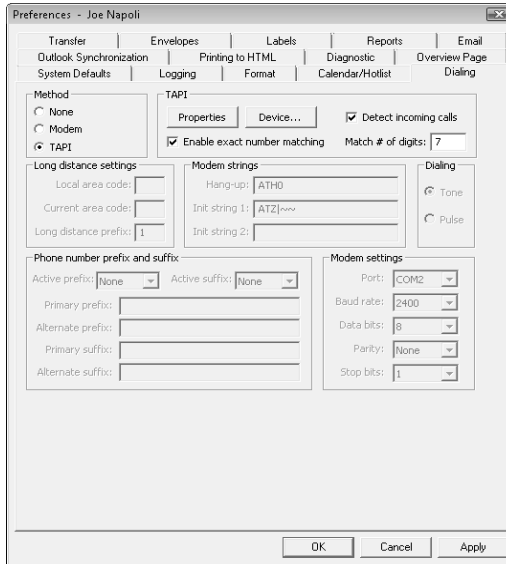 Preferences - Joe Napoli
Transfer Envelopes Labels Reports Email
Outlook Synchronization Printing to HTML Diagnostic Overview Page
System Defaults Logging Format Calendar/Hotlist Dialing
Method
None
Modem
TAPI
TAPI
Properties Device... Detect incoming calls
Enable exact number matching Match # of digits: 7
Long distance settings
Local area code:
Current area code:
Long distance prefix: 1
Modem strings
Hang-up: ATH0
Init string 1: ATZ|~~
Init string 2:
Dialing
Tone
Pulse
Phone number prefix and suffix
Active prefix: None Active suffix: None
Primary prefix:
Alternate prefix:
Primary suffix:
Alternate suffix:
Modem settings
Port: COM2
Baud rate: 2400
Data bits: 8
Parity: None
Stop bits: 1
OK Cancel Apply